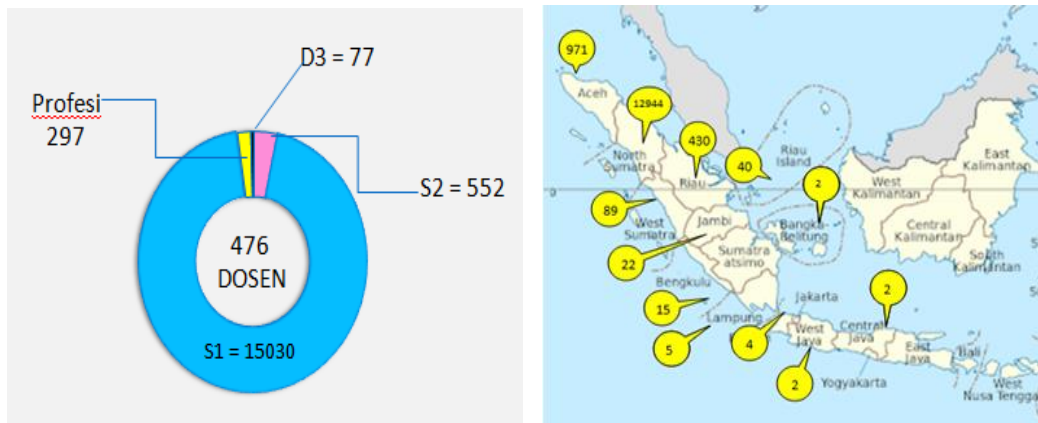 D3 = 77
Profesi
297
S2 = 552
476
DOSEN
S1 = 15030
971
Aceh
12944
430
Riau
Island
40
North
Sumatra
Riau
2
0
East
Kalimantan
West
Kalimantan
89
West
Sumatra
Jambi
Bangka
Belitung
Central
Kalimantan
22
Sumatra
atsimo
South
Kalimantan
Bengkulu
2
15
Jakarta
Lampung
5
4
West
Java
Central
Java
East
Java
Bali
2
Yogyakarta
West
Nusa Tengga